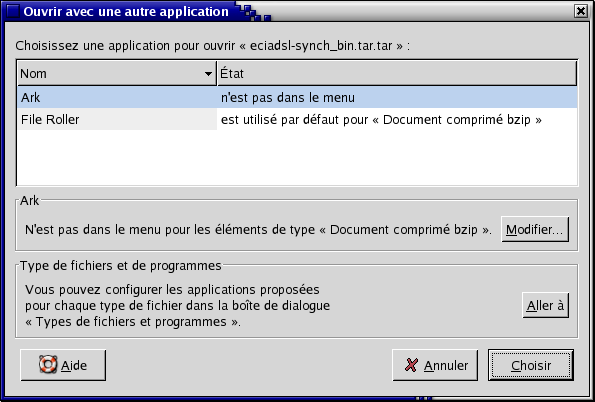 Ouvrir avec une autre application
Choisissez une application pour ouvrir « eciadsl-synch_bin.tar.tar » :
Nom État
Ark n'est pas dans le menu
File Roller est utilisé par défaut pour « Document comprimé bzip »
Ark
N'est pas dans le menu pour les éléments de type « Document comprimé bzip ». Modifier...
Type de fichiers et de programmes
Vous pouvez configurer les applications proposées
pour chaque type de fichier dans la boîte de dialogue
« Types de fichiers et programmes ».
Aller à
Aide Annuler Choisir